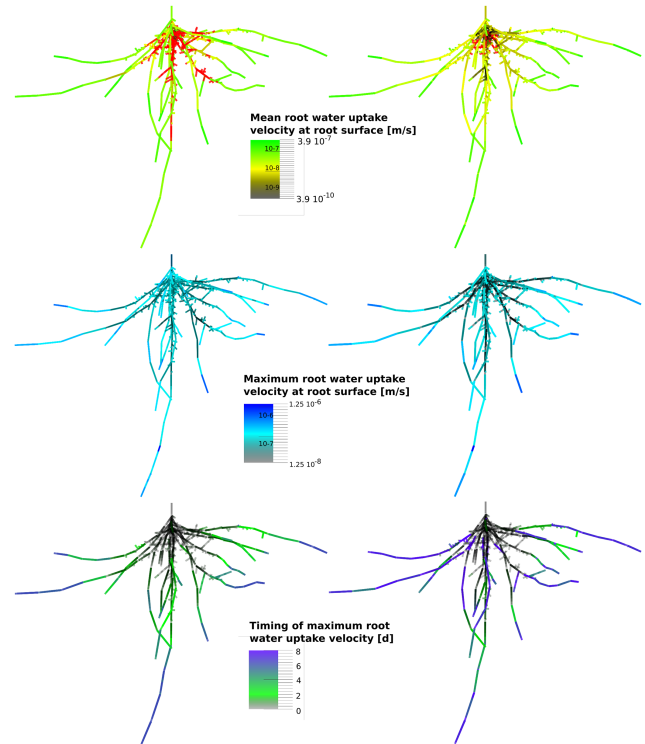 Mean root water uptake
velocity at root surface [m/s]
3.9 10-7
10-7
10-8
10-9
3.9 10-10
Maximum root water uptake
velocity at root surface [m/s]
1.25 10-6
10-6
10-7
1.25 10-8
Timing of maximum root
water uptake velocity [d]
8
6
4
2
0